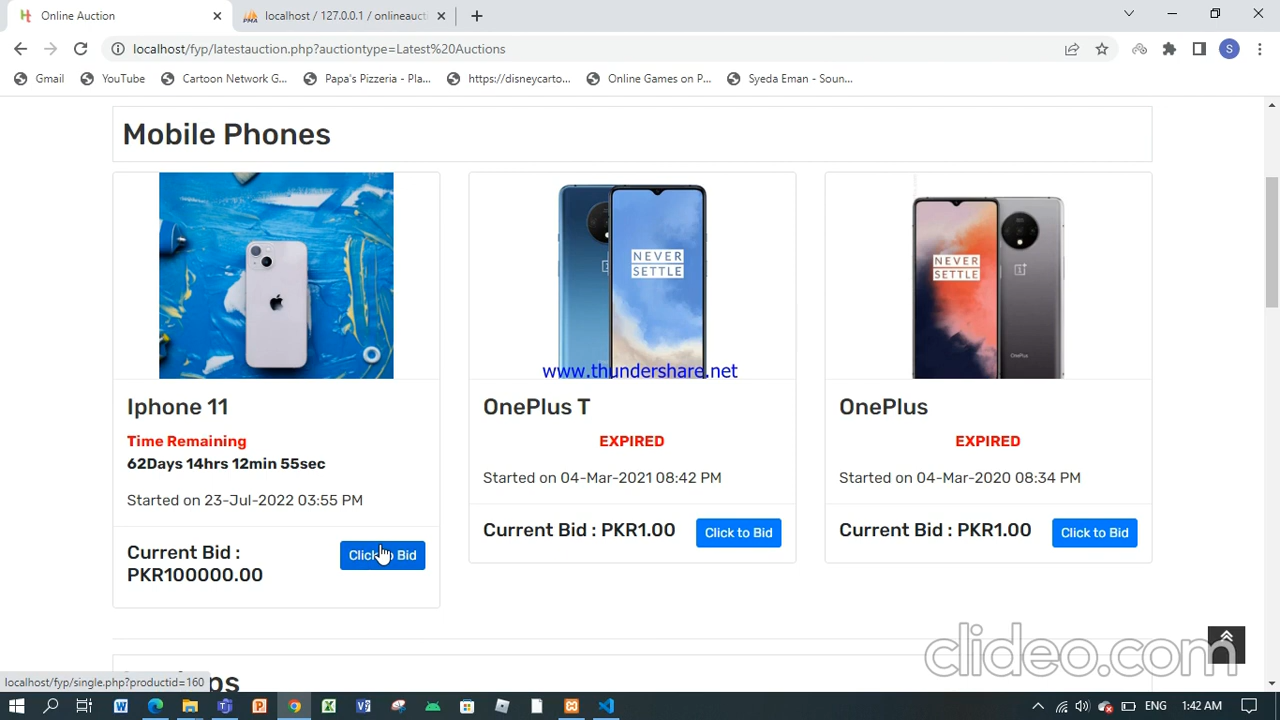 Online Auction
localhost / 127.0.0.1 / onlineaucti
localhost/fyp/latestauction.php?auctiontype=Latest%20Auctions
S
Gmail
YouTube
Cartoon Network G...
Papa's Pizzeria - Pla...
https://disneycarto...
Online Games on P...
Syeda Eman - Soun...
Mobile Phones
NEVER
SETTLE
NEVER
SETTLE
OnePlus
www.thundershare.net
Iphone 11
Time Remaining
62Days 14hrs 12min 55sec
Started on 23-Jul-2022 03:55 PM
Current Bid :
PKR100000.00
Click to Bid
OnePlus T
EXPIRED
Started on 04-Mar-2021 08:42 PM
Current Bid : PKR1.00
Click to Bid
OnePlus
EXPIRED
Started on 04-Mar-2020 08:34 PM
Current Bid : PKR1.00
Click to Bid
clideo.com
localhost/fyp/single.php?productid=160
ENG
1:42 AM